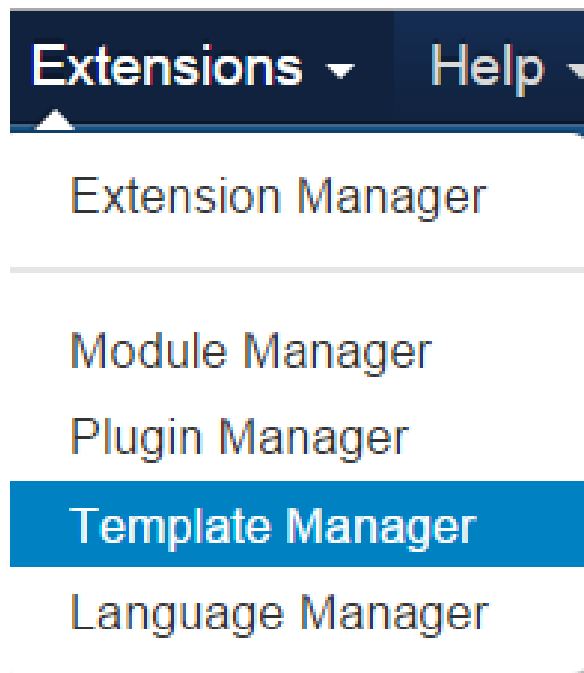 Extensions Help
Extension Manager
Module Manager
Plugin Manager
Template Manager
Language Manager